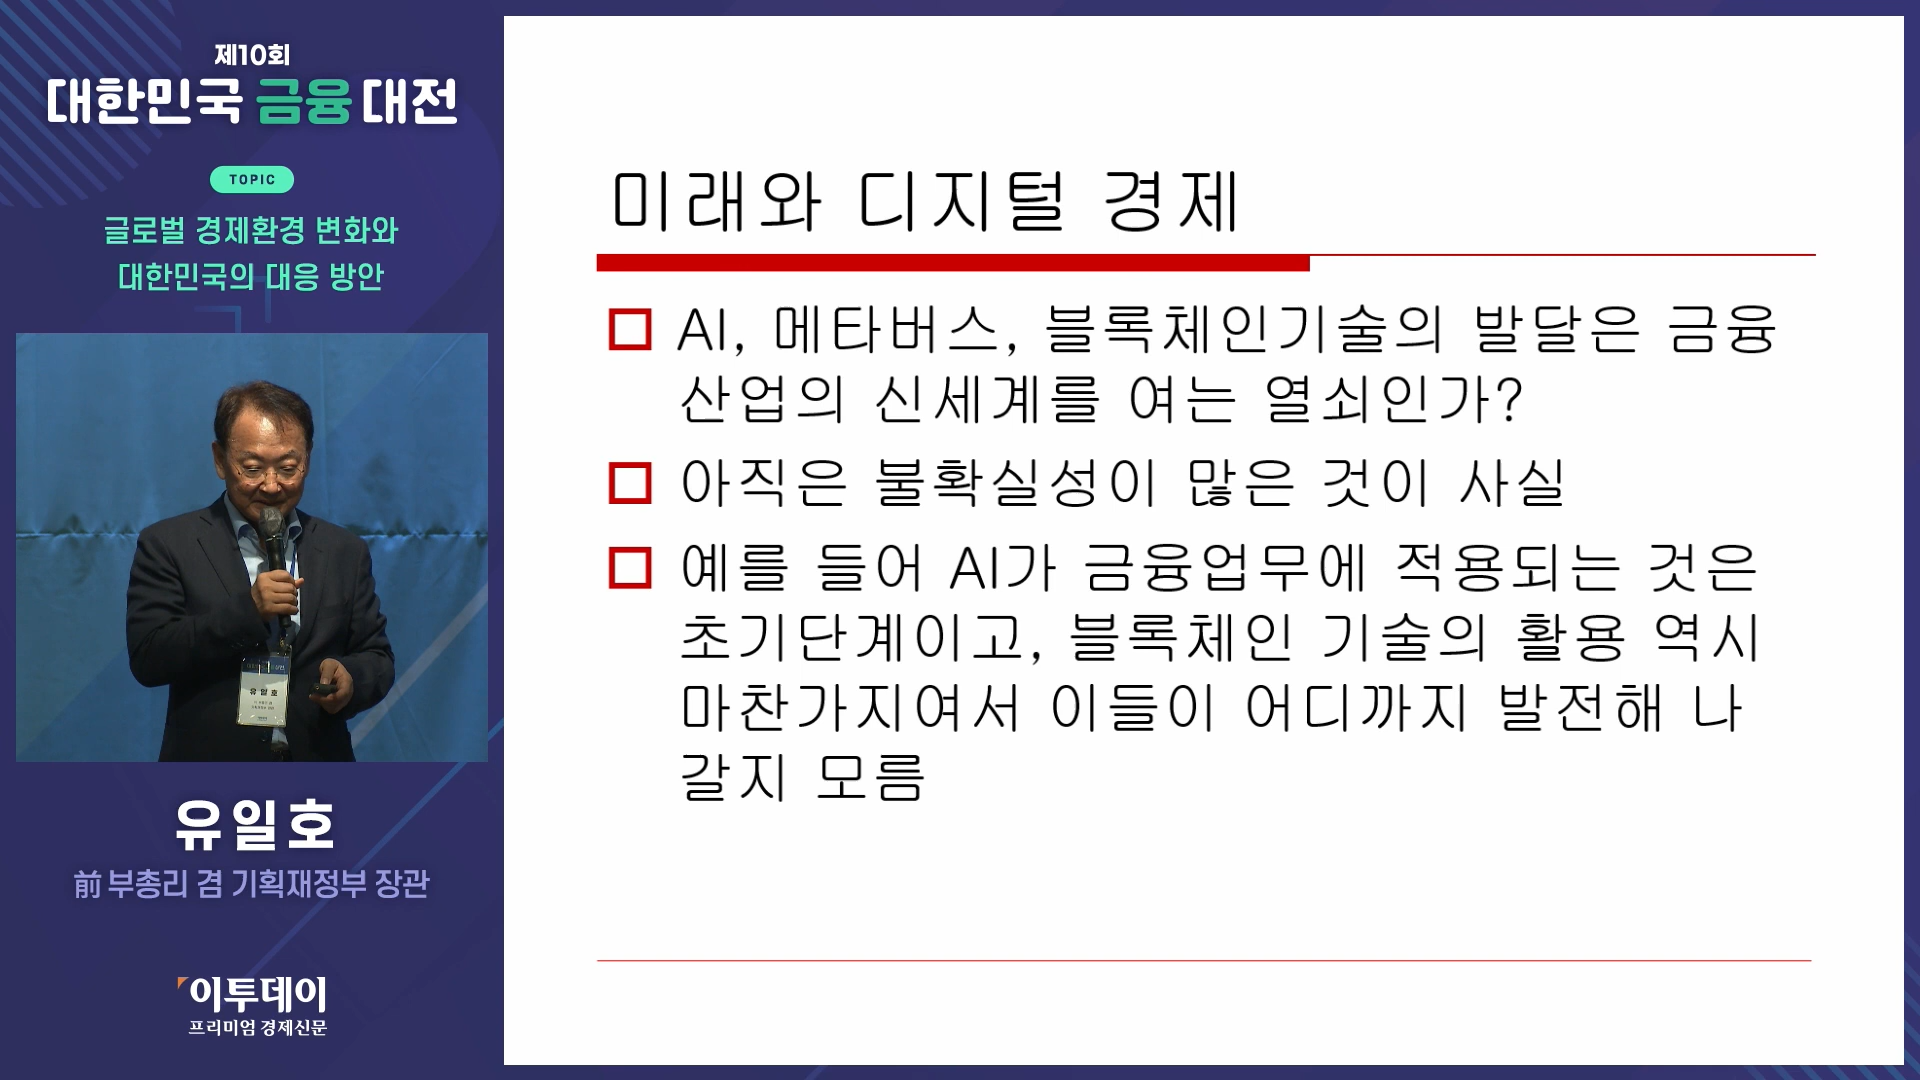 제10회
대한민국 금융대전
TOPIC
글로벌 경제환경 변화와
대한민국의 대응 방안
유일호
유일호
前 부총리 겸 기획재정부 장관
이투데이
프리미엄 경제신문
미래와 디지털 경제
AI, 메타버스, 블록체인기술의 발달은 금융
산업의 신세계를 여는 열쇠인가?
아직은 불확실성이 많은 것이 사실
예를 들어 AI가 금융업무에 적용되는 것은
초기단계이고, 블록체인 기술의 활용 역시
마찬가지여서 이들이 어디까지 발전해 나
갈지 모름